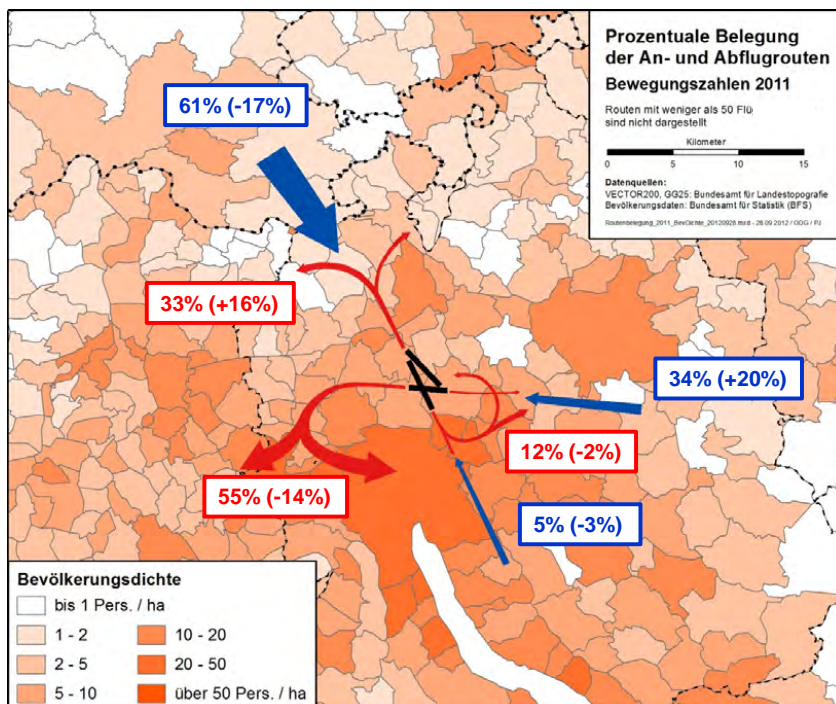 Prozentuale Belegung
der An- und Abflugrouten
Bewegungszahlen 2011
Routen mit weniger als 50 Flü
sind nicht dargestellt
Kilometer
0 5 10 15
Datenquellen:
VECTOR200, GG25: Bundesamt für Landestopografie
Bevölkerungsdaten: Bundesamt für Statistik (BFS)
61% (-17%)
33% (+16%)
34% (+20%)
12% (-2%)
55% (-14%)
5% (-3%)
Bevölkerungsdichte
bis 1 Pers. / ha
1 - 2
2 - 5
5 - 10
10 - 20
20 - 50
über 50 Pers. / ha